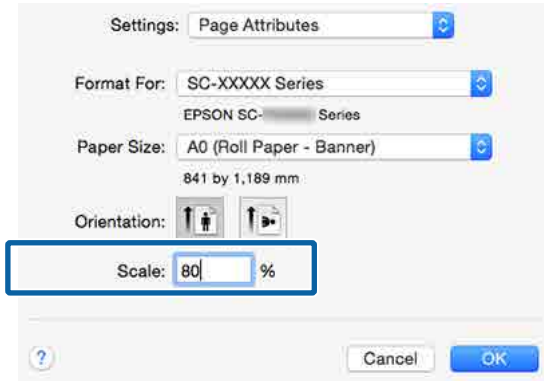 Settings: Page Attributes
Format For: SC-XXXXX Series
EPSON SC- Series
Paper Size: A0 (Roll Paper - Banner)
841 by 1,189 mm
Orientation:
Scale: 80 %
? Cancel OK